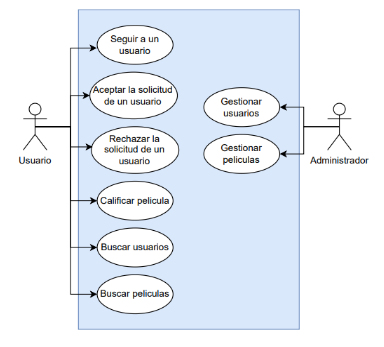 Seguir a un
usuario
Aceptar la solicitud
de un usuario
Rechazar la
solicitud de un
usuario
Calificar pelicula
Buscar usuarios
Buscar peliculas
Usuario
Gestionar
usuarios
Gestionar
peliculas
Administrador